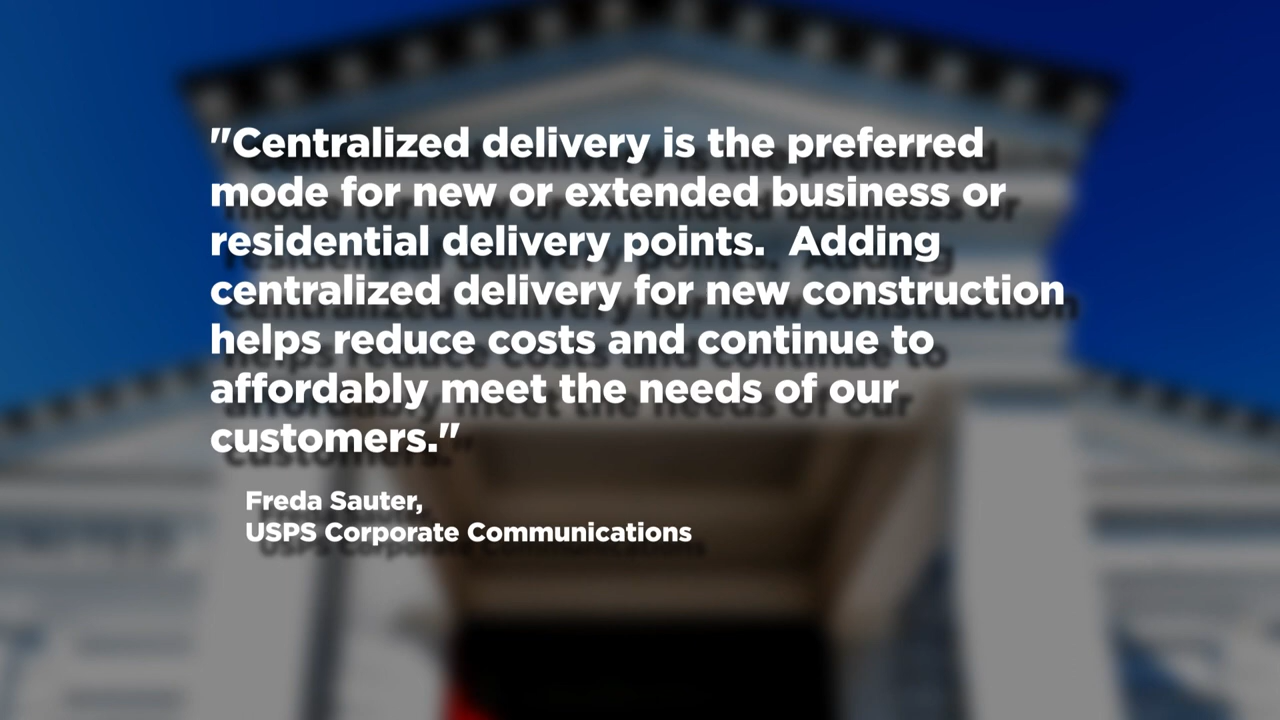 "Centralized delivery is the preferred
mode for new or extended business or
residential delivery points.  Adding
centralized delivery for new construction
helps reduce costs and continue to
affordably meet the needs of our
customers."
Freda Sauter,
USPS Corporate Communications